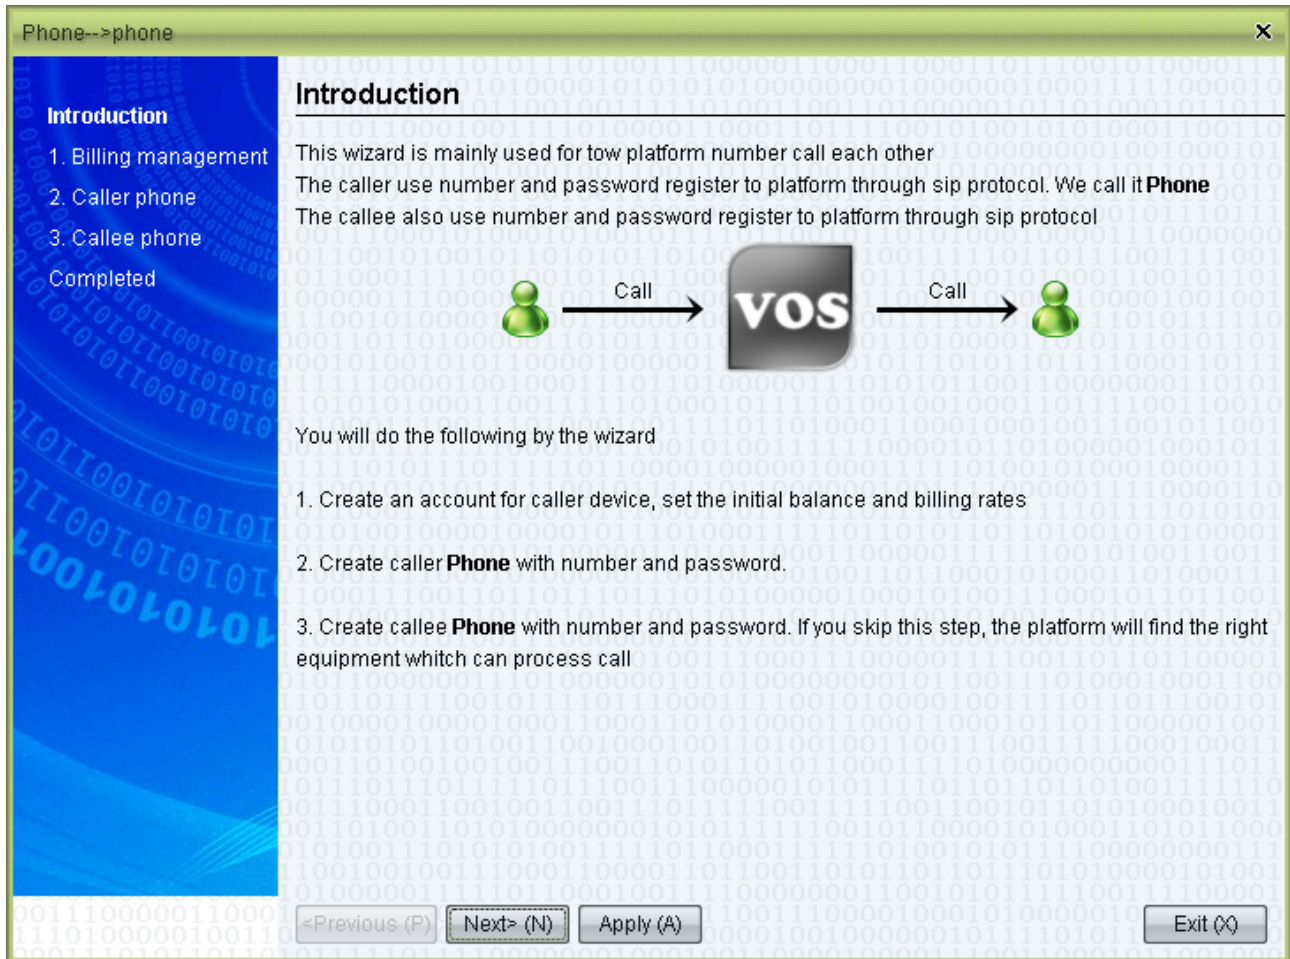 Phone-->phone
Introduction
1. Billing management
2. Caller phone
3. Callee phone
Completed
Introduction
This wizard is mainly used for tow platform number call each other
The caller use number and password register to platform through sip protocol. We call it Phone
The callee also use number and password register to platform through sip protocol
Call
VOS
Call
You will do the following by the wizard
1. Create an account for caller device, set the initial balance and billing rates
2. Create caller Phone with number and password.
3. Create callee Phone with number and password. If you skip this step, the platform will find the right
equipment whitch can process call
<Previous (P)
Next> (N)
Apply (A)
Exit (X)